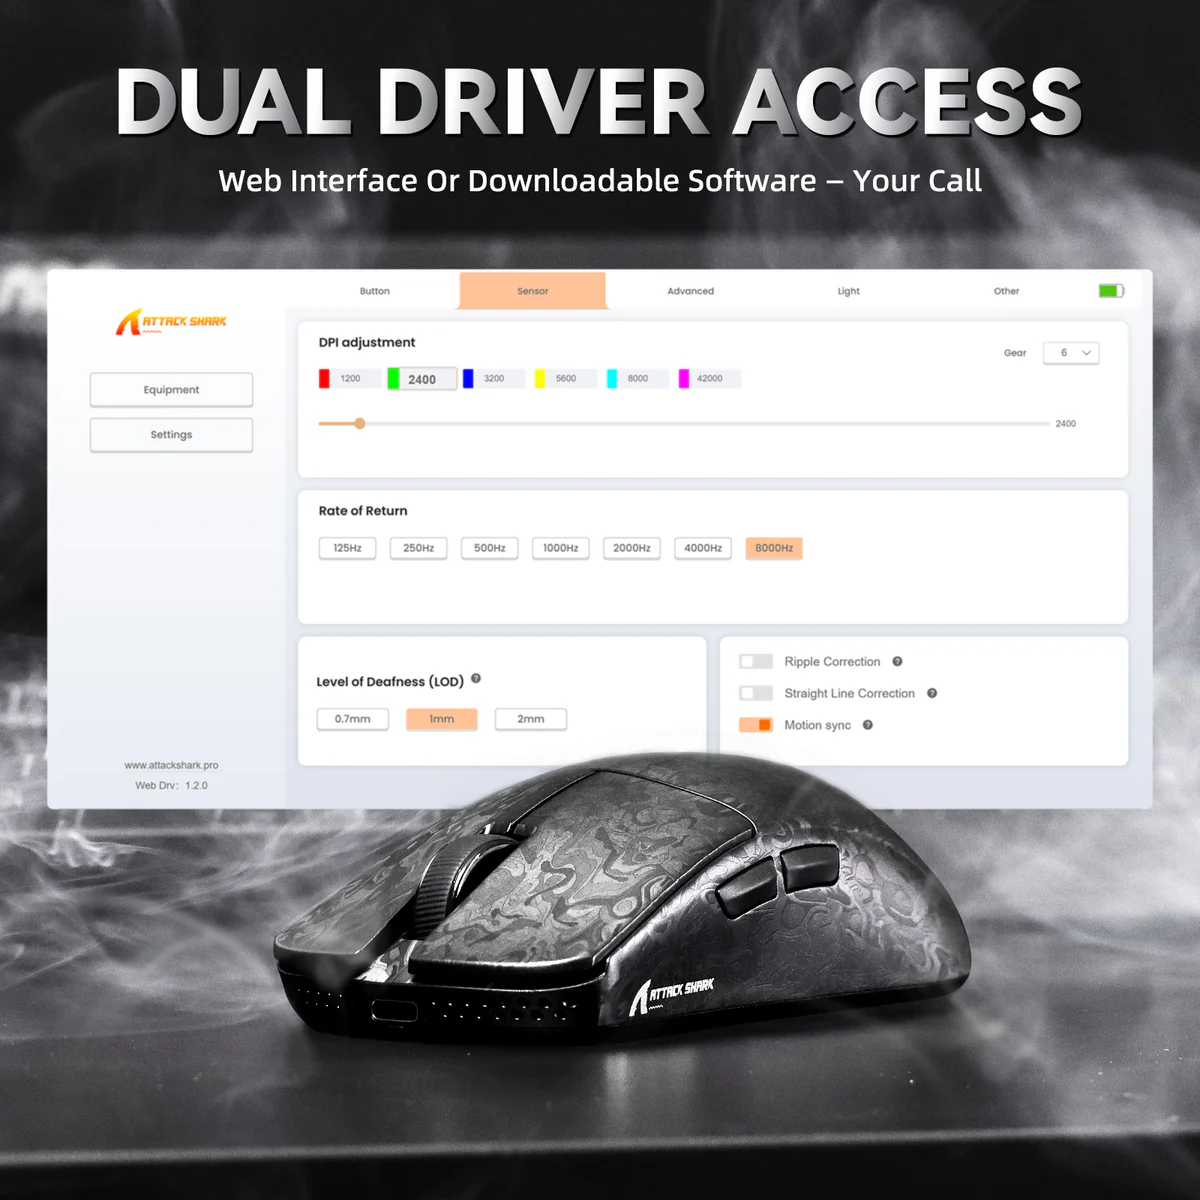 DUAL DRIVER ACCESS
Web Interface Or Downloadable Software – Your Call
Button Sensor Advanced Light Other
ATTACK SHARK
Equipment
Settings
DPI adjustment
Gear 6
1200 2400 3200 5600 8000 42000
2400
Rate of Return
125Hz 250Hz 500Hz 1000Hz 2000Hz 4000Hz 8000Hz
Level of Deafness (LOD) ?
0.7mm 1mm 2mm
Ripple Correction ?
Straight Line Correction ?
Motion sync ?
www.attackshark.pro
Web Drv: 1.2.0
ATTACK SHARK